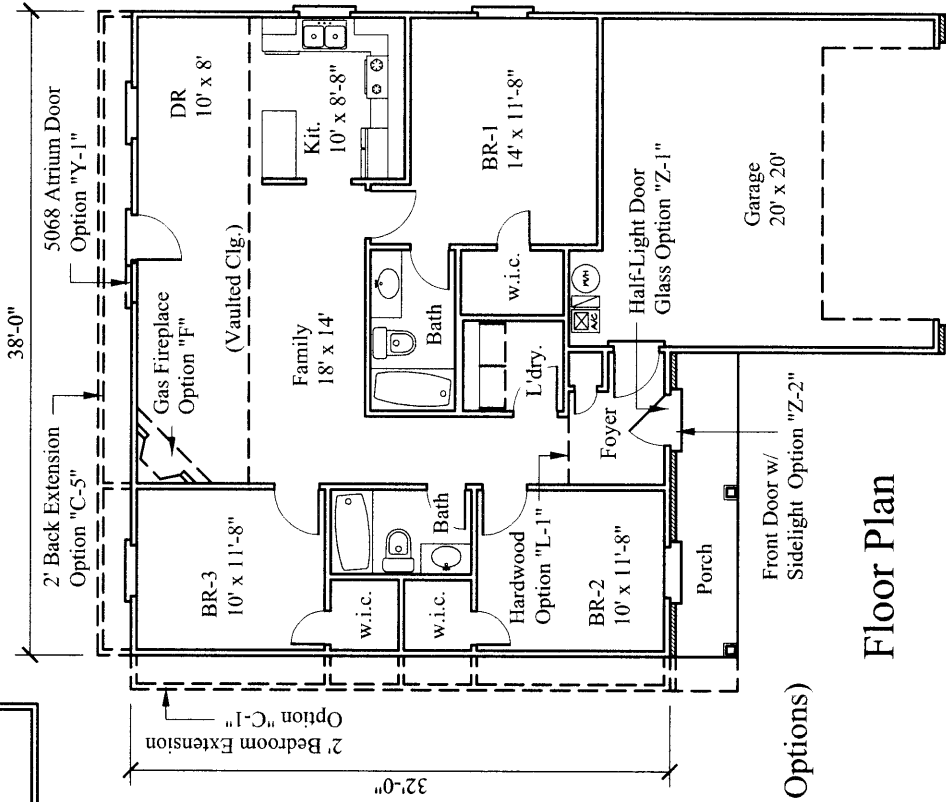 38'-0"
2' Back Extension
Option "C-5"
5068 Atrium Door
Option "Y-1"
Gas Fireplace
Option "F"
DR
10' x 8'
(Vaulted Clg.)
Kit.
10' x 8'-8"
Family
18' x 14'
BR-3
10' x 11'-8"
Bath
BR-1
14' x 11'-8"
w.i.c.
w.i.c.
Bath
w.i.c.
L'dry.
A/C
W/H
Hardwood
Option "L-1"
Foyer
BR-2
10' x 11'-8"
Half-Light Door
Glass Option "Z-1"
Garage
20' x 20'
Porch
Front Door w/
Sidelight Option "Z-2"
2' Bedroom Extension
Option "C-1"
32'-0"
Floor Plan
Options)